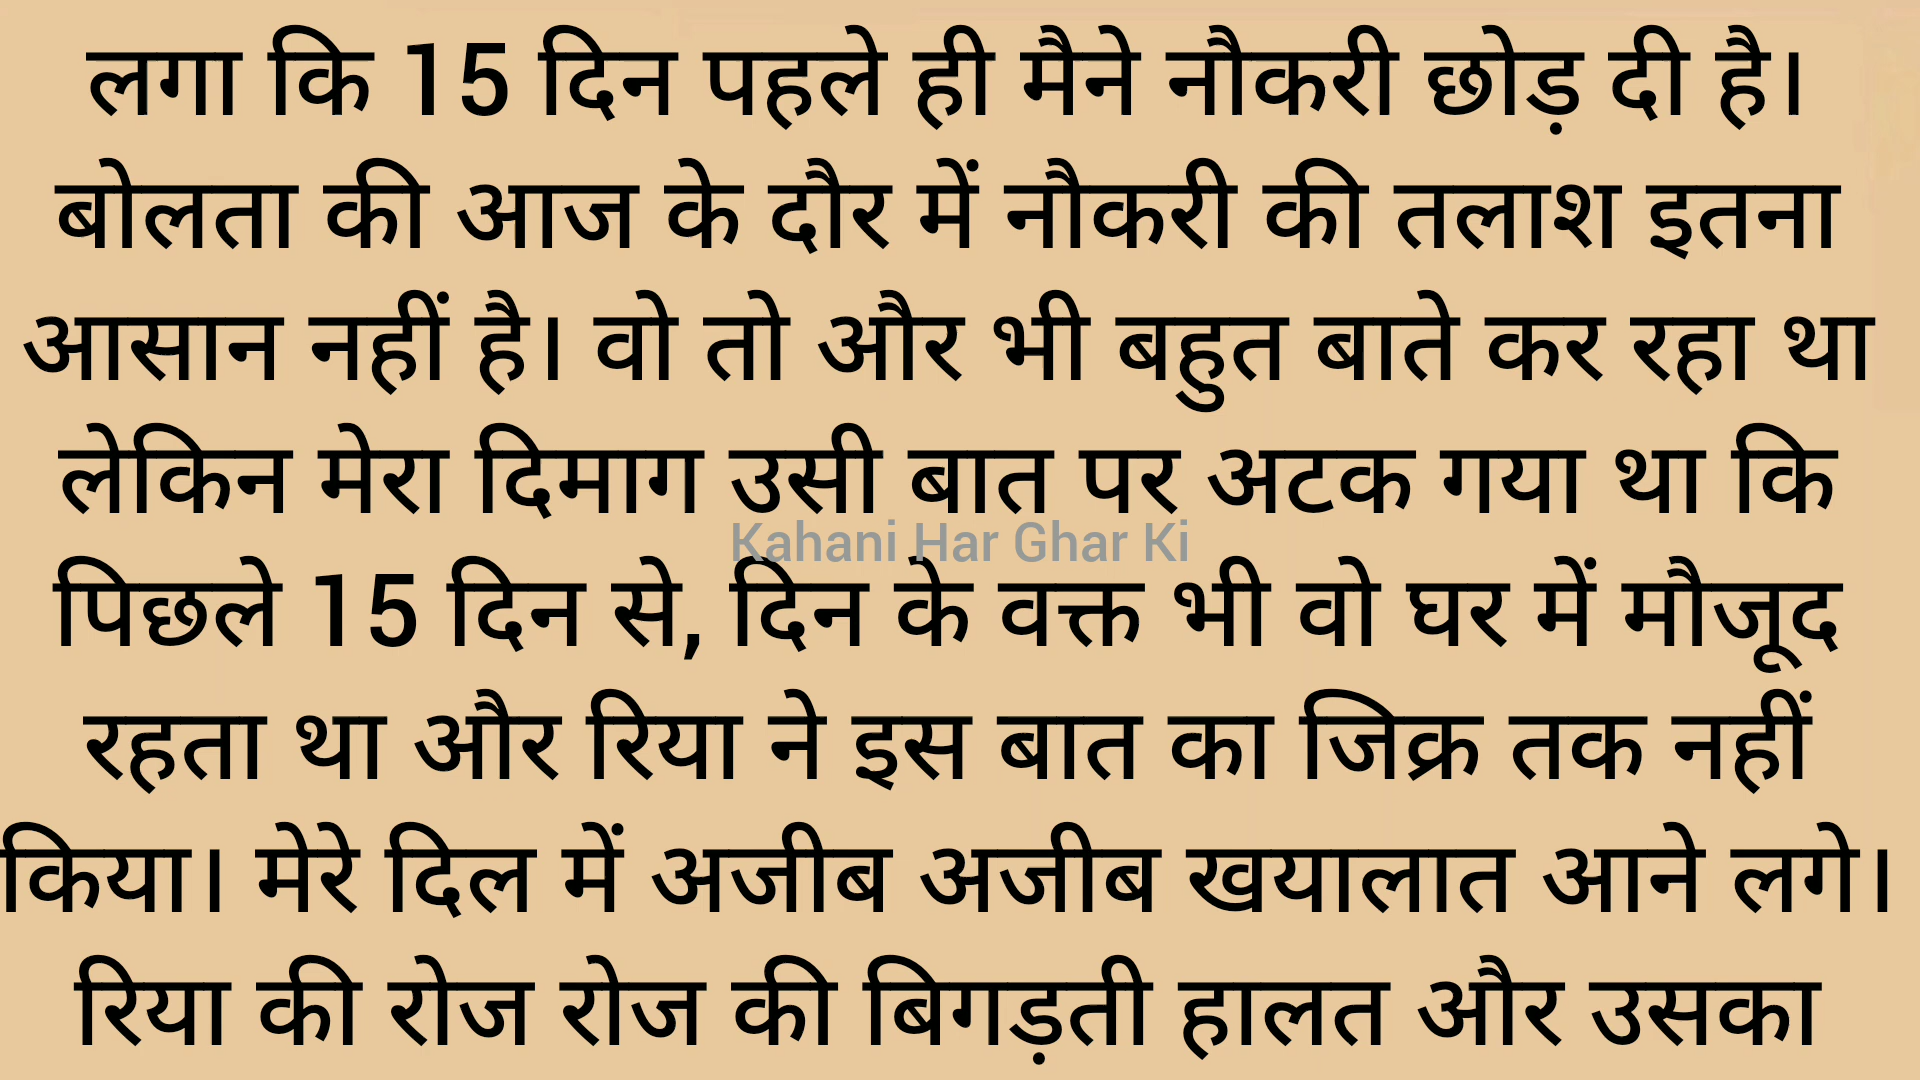 लगा कि 15 दिन पहले ही मैने नौकरी छोड़ दी है।
बोलता की आज के दौर में नौकरी की तलाश इतना
आसान नहीं है। वो तो और भी बहुत बाते कर रहा था
लेकिन मेरा दिमाग उसी बात पर अटक गया था कि
Kahani Har Ghar Ki
पिछले 15 दिन से, दिन के वक्त भी वो घर में मौजूद
रहता था और रिया ने इस बात का जिक्र तक नहीं
किया। मेरे दिल में अजीब अजीब खयालात आने लगे।
रिया की रोज रोज की बिगड़ती हालत और उसका